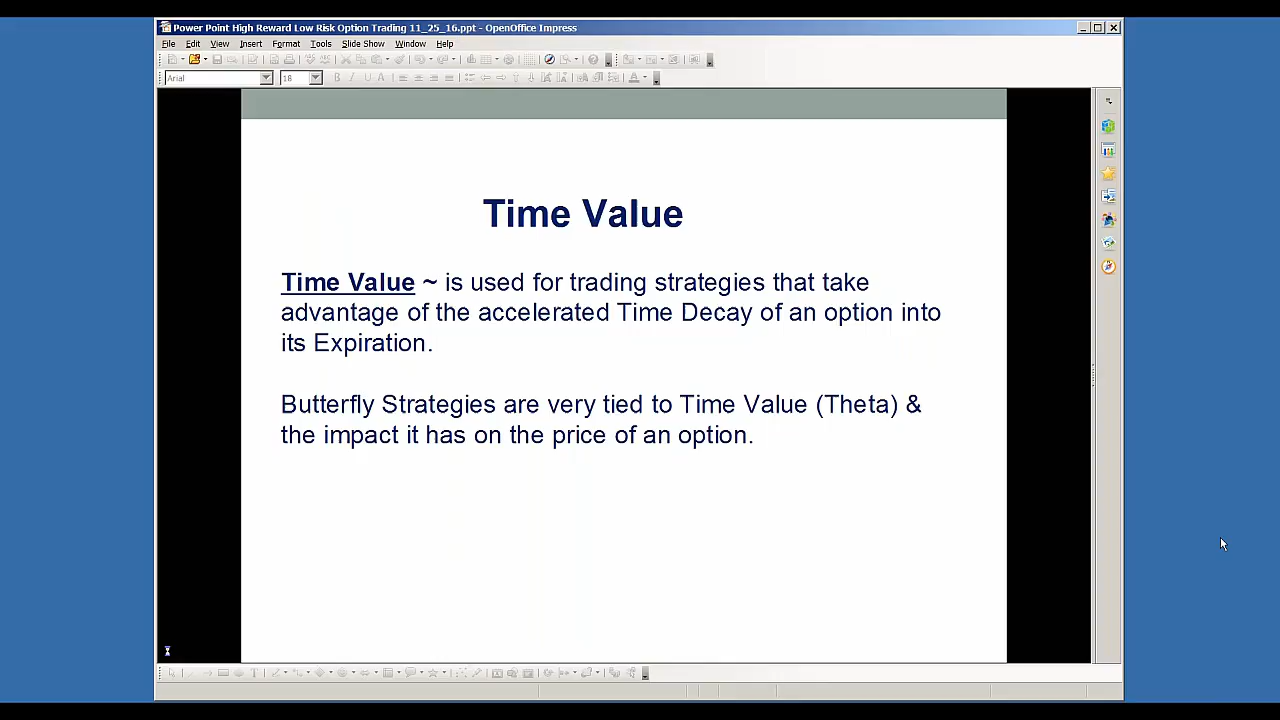 Power Point High Reward Low Risk Option Trading 11_25_16.ppt - OpenOffice Impress
File Edit View Insert Format Tools Slide Show Window Help
Arial 18
Time Value
Time Value ~ is used for trading strategies that take
advantage of the accelerated Time Decay of an option into
its Expiration.
Butterfly Strategies are very tied to Time Value (Theta) &
the impact it has on the price of an option.